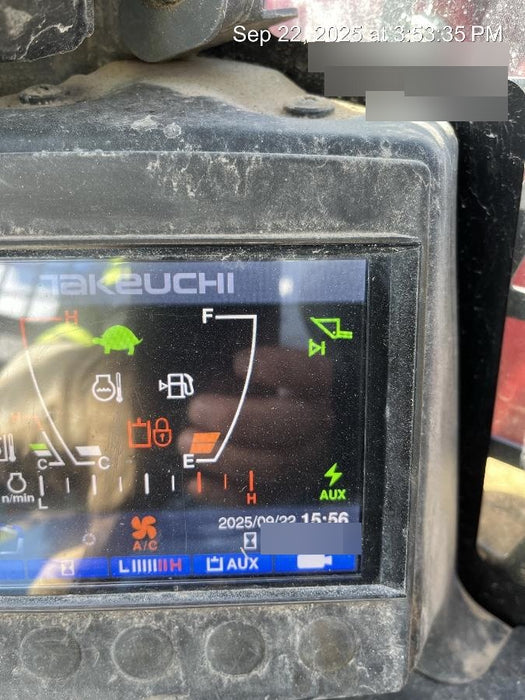 Sep 22, 2025 at 3:53:35 PM
TAKEUCHI
H
F
H
C
C
E
n/min
L
H
AUX
A/C
2025/09/22 15:56
L H
AUX